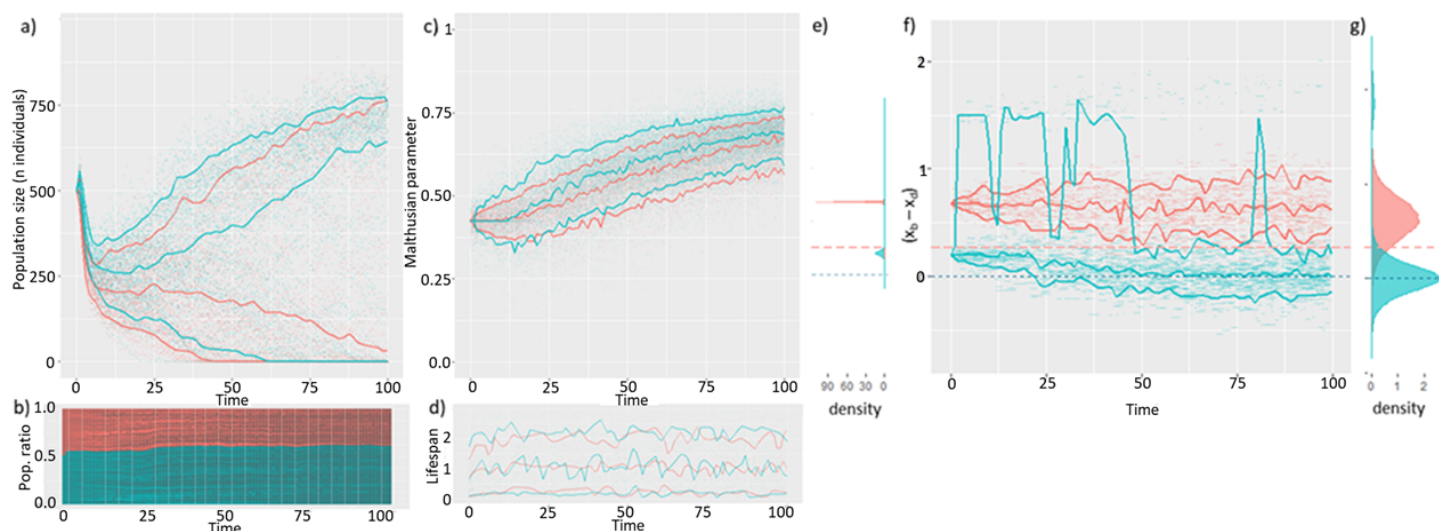 a)
Population size (n individuals)
750
500
250
0
0 25 50 75 100
Time
b)
Pop. ratio
1.0
0.5
0.0
0 25 50 75 100
Time
c)
Malthusian parameter
1
0.75
0.50
0.25
0.0
0 25 50 75 100
Time
d)
Lifespan
2
1
0
0 25 50 75 100
Time
e)
90 60 30 0
density
f)
(xb – xd)
2
1
0
0 25 50 75 100
Time
g)
0 1 2
density